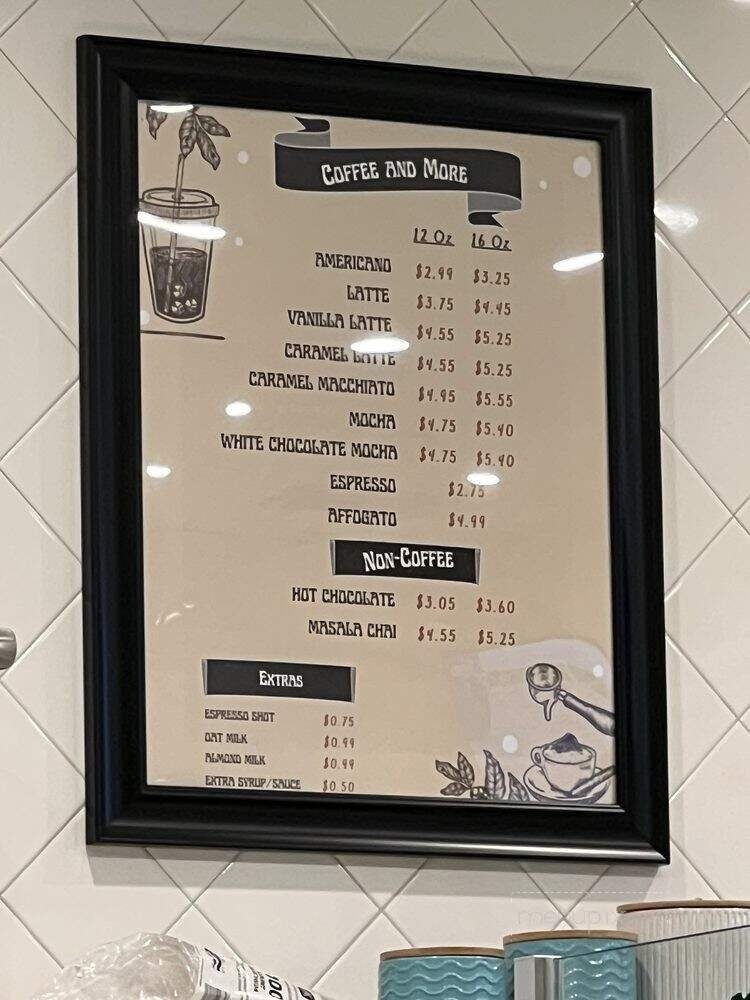 COFFEE AND MORE
12 Oz 16 Oz
AMERICANO $2.99 $3.25
LATTE $3.75 $4.45
VANILLA LATTE $4.55 $5.25
CARAMEL LATTE $4.55 $5.25
CARAMEL MACCHIATO $4.95 $5.55
MOCHA $4.75 $5.40
WHITE CHOCOLATE MOCHA $4.75 $5.40
ESPRESSO $2.75
AFFOGATO $4.99
NON-COFFEE
HOT CHOCOLATE $3.05 $3.60
MASALA CHAI $4.55 $5.25
EXTRAS
ESPRESSO SHOT $0.75
OAT MILK $0.99
ALMOND MILK $0.99
EXTRA SYRUP/SAUCE $0.50